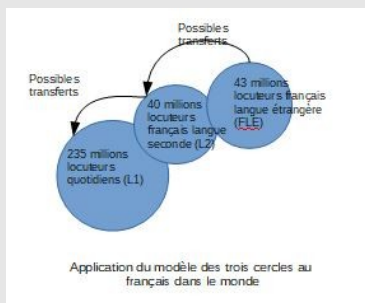 Possibles
transferts
Possibles
transferts
43 millions
locuteurs français
langue étrangère
(FLE)
40 millions
locuteurs
français langue
seconde (L2)
235 millions
locuteurs
quotidiens (L1)
Application du modèle des trois cercles au
français dans le monde